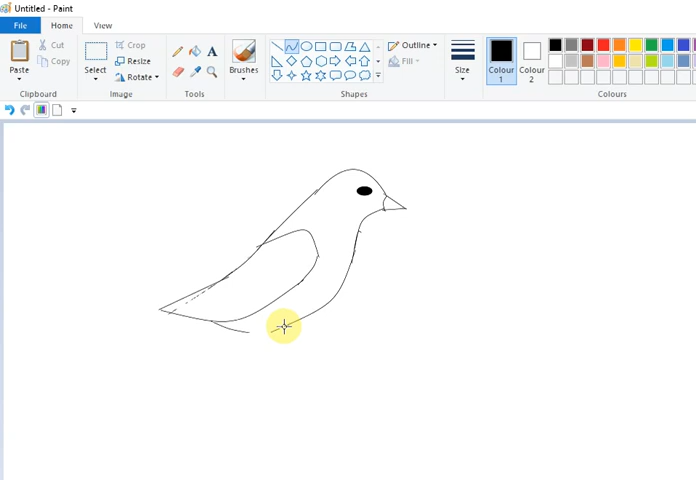 Untitled - Paint
File Home View
Paste
Cut
Copy
Clipboard
Select
Crop
Resize
Rotate
Image
A
Tools
Brushes
Outline
Fill
Shapes
Size
Colour
1
Colour
2
Colours